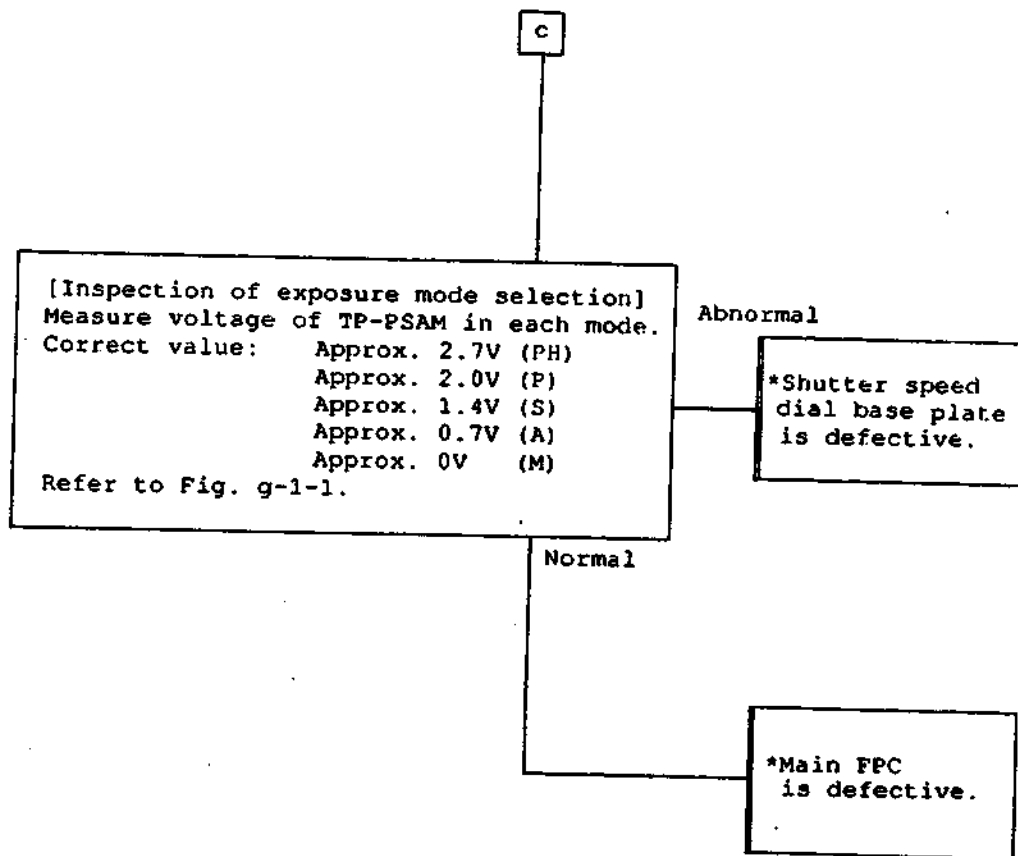 C
[Inspection of exposure mode selection]
Measure voltage of TP-PSAM in each mode.
Correct value: Approx. 2.7V (PH)
Approx. 2.0V (P)
Approx. 1.4V (S)
Approx. 0.7V (A)
Approx. 0V (M)
Refer to Fig. g-1-1.
Abnormal
*Shutter speed
dial base plate
is defective.
Normal
*Main FPC
is defective.